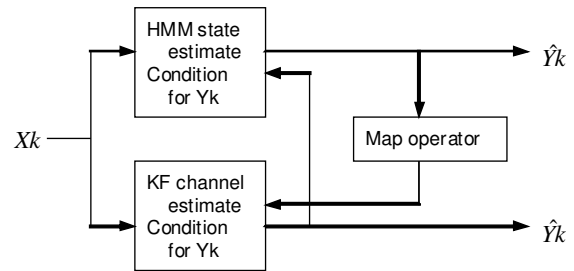 HMM state
estimate
Condition
for Yk
Ŷk
Xk
Map operator
KF channel
estimate
Condition
for Yk
Ŷk